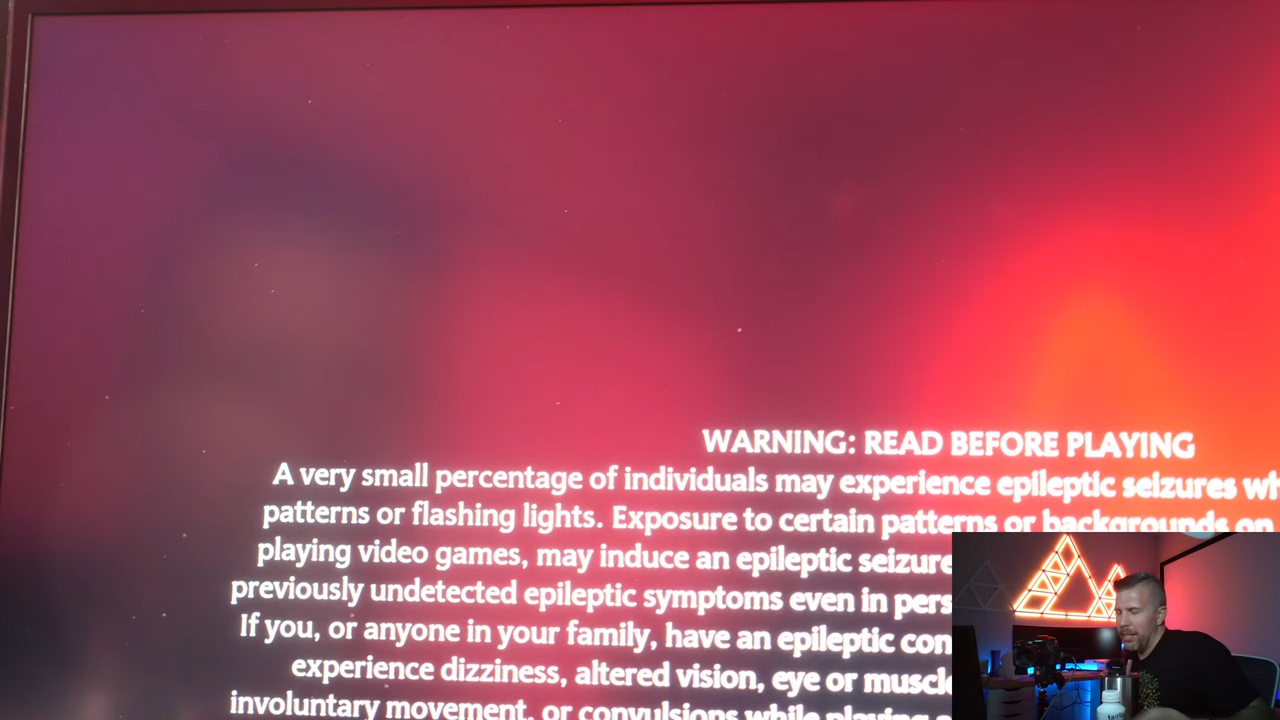 WARNING: READ BEFORE PLAYING
A very small percentage of individuals may experience epileptic seizures
patterns or flashing lights. Exposure to certain patterns or backgrounds on
playing video games, may induce an epileptic seizure
previously undetected epileptic symptoms even in
If you, or anyone in your family, have an epileptic
experience dizziness, altered vision, eye or muscle
involuntary movement, or convulsions while playing